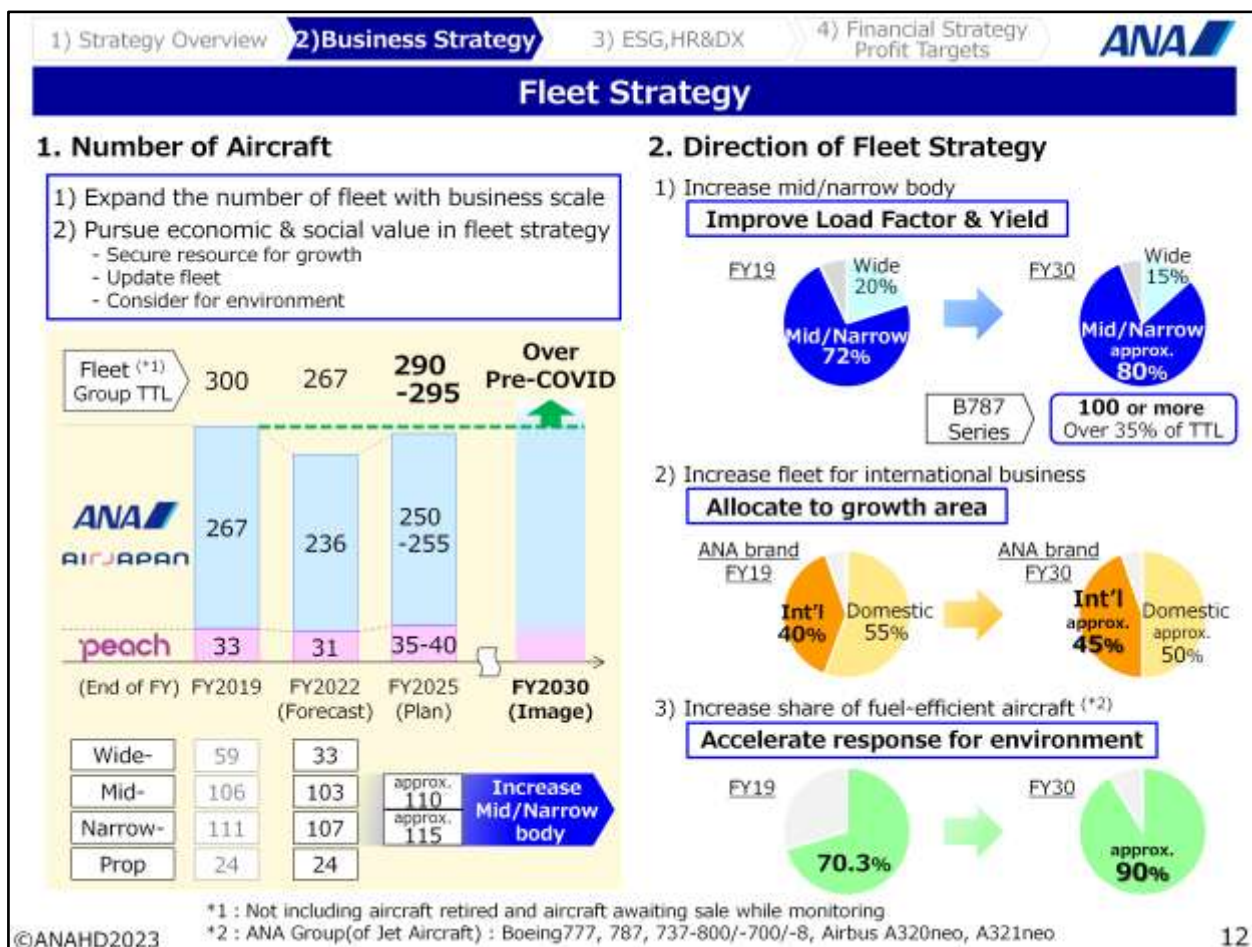 1) Strategy Overview
2)Business Strategy
3) ESG,HR&DX
4) Financial Strategy
Profit Targets
ANA
Fleet Strategy
1. Number of Aircraft
1) Expand the number of fleet with business scale
2) Pursue economic & social value in fleet strategy
- Secure resource for growth
- Update fleet
- Consider for environment
Fleet (*1)
Group TTL
300
267
290
-295
Over
Pre-COVID
ANA
AIRJAPAN
267
236
250
-255
peach
33
31
35-40
(End of FY)
FY2019
FY2022
(Forecast)
FY2025
(Plan)
FY2030
(Image)
Wide-
59
33
Mid-
106
103
approx.
110
Narrow-
111
107
approx.
115
Prop
24
24
Increase
Mid/Narrow
body
2. Direction of Fleet Strategy
1) Increase mid/narrow body
Improve Load Factor & Yield
FY19
Wide
20%
Mid/Narrow
72%
FY30
Wide
15%
Mid/Narrow
approx.
80%
B787
Series
100 or more
Over 35% of TTL
2) Increase fleet for international business
Allocate to growth area
ANA brand
FY19
Int'l
40%
Domestic
55%
ANA brand
FY30
Int'l
approx.
45%
Domestic
approx.
50%
3) Increase share of fuel-efficient aircraft (*2)
Accelerate response for environment
FY19
70.3%
FY30
approx.
90%
*1 : Not including aircraft retired and aircraft awaiting sale while monitoring
*2 : ANA Group(of Jet Aircraft) : Boeing777, 787, 737-800/-700/-8, Airbus A320neo, A321neo
©ANAHD2023
12